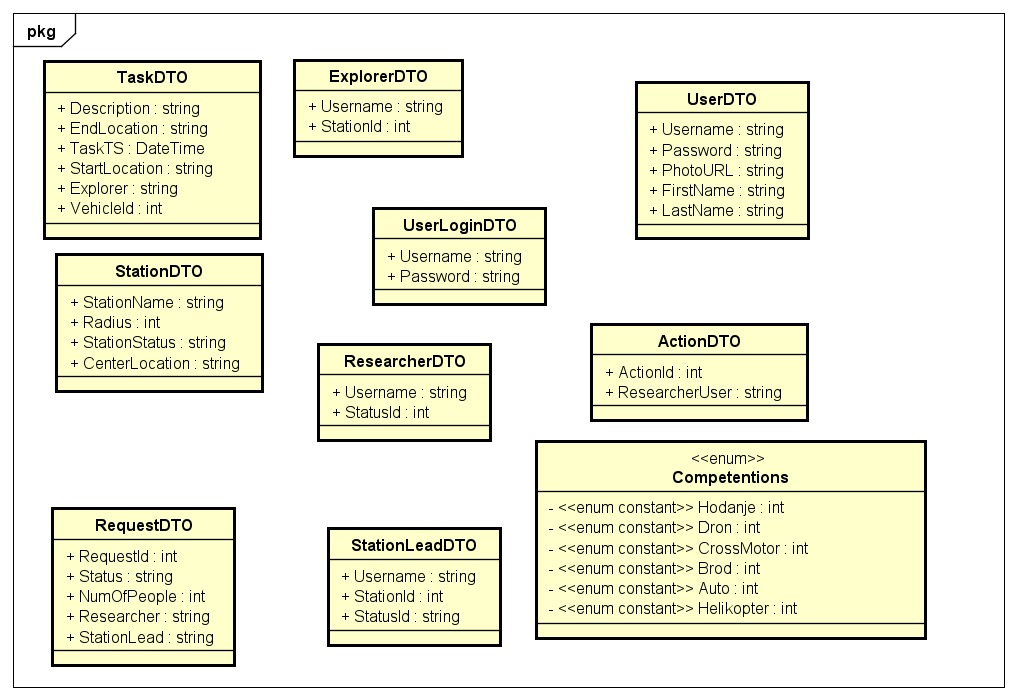 pkg
TaskDTO
+ Description : string
+ EndLocation : string
+ TaskTS : DateTime
+ StartLocation : string
+ Explorer : string
+ VehicleId : int
ExplorerDTO
+ Username : string
+ StationId : int
UserDTO
+ Username : string
+ Password : string
+ PhotoURL : string
+ FirstName : string
+ LastName : string
UserLoginDTO
+ Username : string
+ Password : string
StationDTO
+ StationName : string
+ Radius : int
+ StationStatus : string
+ CenterLocation : string
ResearcherDTO
+ Username : string
+ StatusId : int
ActionDTO
+ ActionId : int
+ ResearcherUser : string
<<enum>>
Competentions
- <<enum constant>> Hodanje : int
- <<enum constant>> Dron : int
- <<enum constant>> CrossMotor : int
- <<enum constant>> Brod : int
- <<enum constant>> Auto : int
- <<enum constant>> Helikopter : int
RequestDTO
+ RequestId : int
+ Status : string
+ NumOfPeople : int
+ Researcher : string
+ StationLead : string
StationLeadDTO
+ Username : string
+ StationId : int
+ StatusId : string